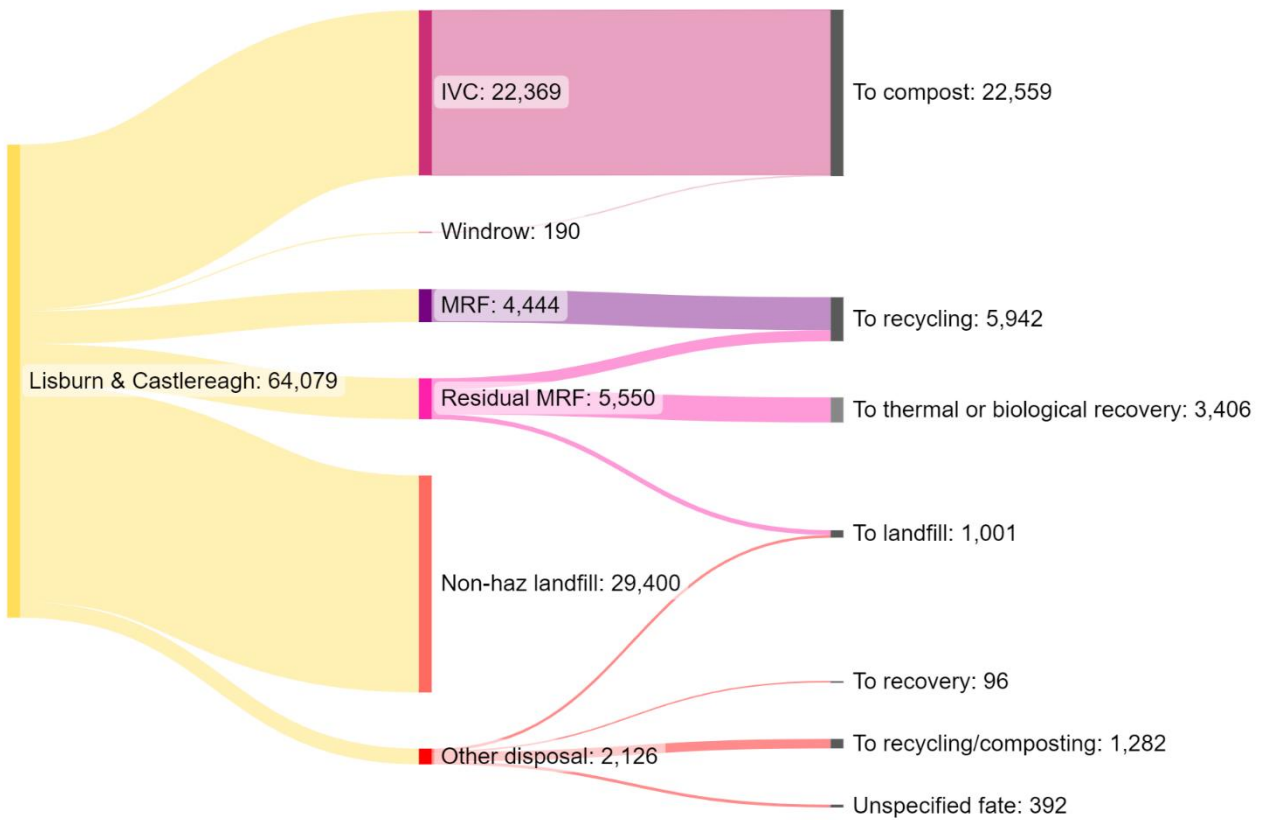 IVC: 22,369
To compost: 22,559
Windrow: 190
MRF: 4,444
To recycling: 5,942
Lisburn & Castlereagh: 64,079
Residual MRF: 5,550
To thermal or biological recovery: 3,406
To landfill: 1,001
Non-haz landfill: 29,400
To recovery: 96
Other disposal: 2,126
To recycling/composting: 1,282
Unspecified fate: 392